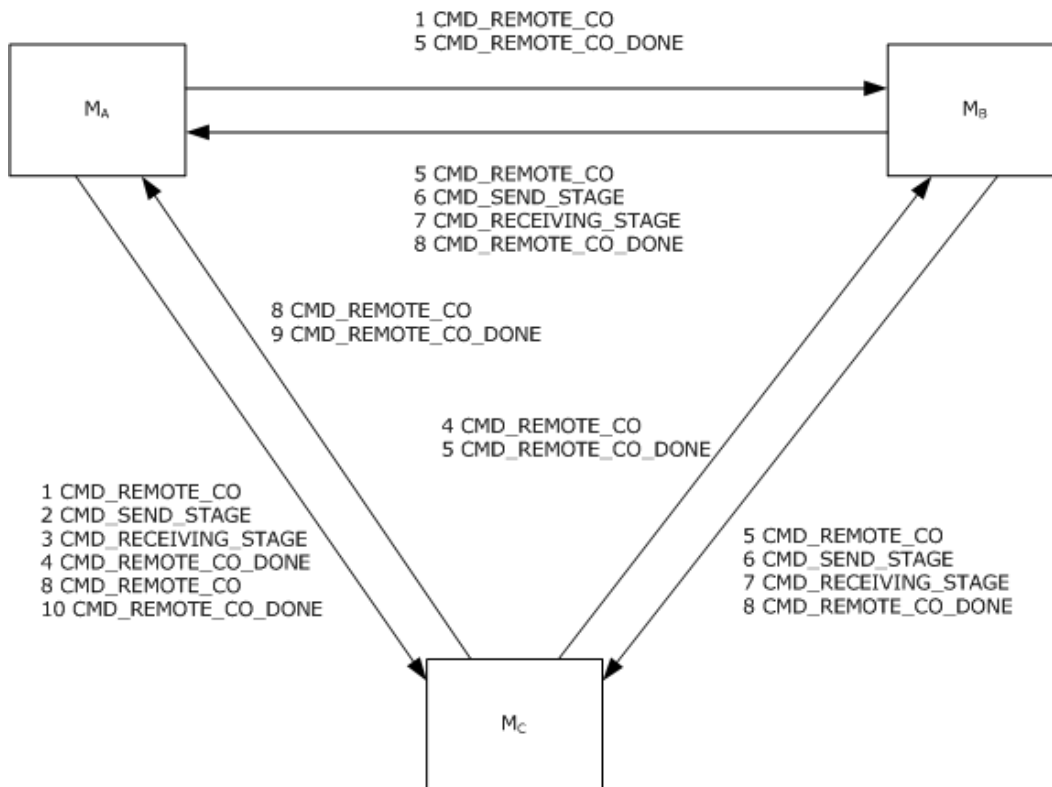 1 CMD_REMOTE_CO
5 CMD_REMOTE_CO_DONE
MA
MB
5 CMD_REMOTE_CO
6 CMD_SEND_STAGE
7 CMD_RECEIVING_STAGE
8 CMD_REMOTE_CO_DONE
8 CMD_REMOTE_CO
9 CMD_REMOTE_CO_DONE
4 CMD_REMOTE_CO
5 CMD_REMOTE_CO_DONE
1 CMD_REMOTE_CO
2 CMD_SEND_STAGE
3 CMD_RECEIVING_STAGE
4 CMD_REMOTE_CO_DONE
8 CMD_REMOTE_CO
10 CMD_REMOTE_CO_DONE
5 CMD_REMOTE_CO
6 CMD_SEND_STAGE
7 CMD_RECEIVING_STAGE
8 CMD_REMOTE_CO_DONE
MC